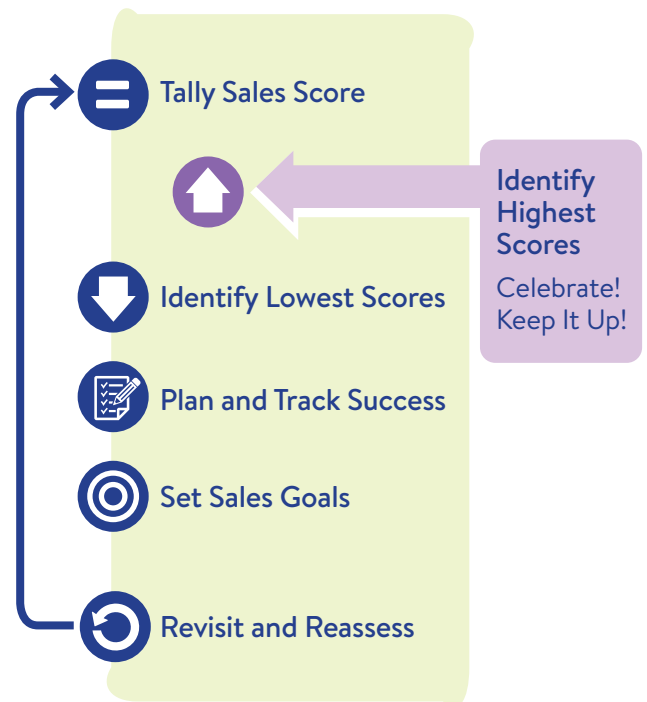 Tally Sales Score
Identify
Highest
Scores
Celebrate!
Keep It Up!
Identify Lowest Scores
Plan and Track Success
Set Sales Goals
Revisit and Reassess